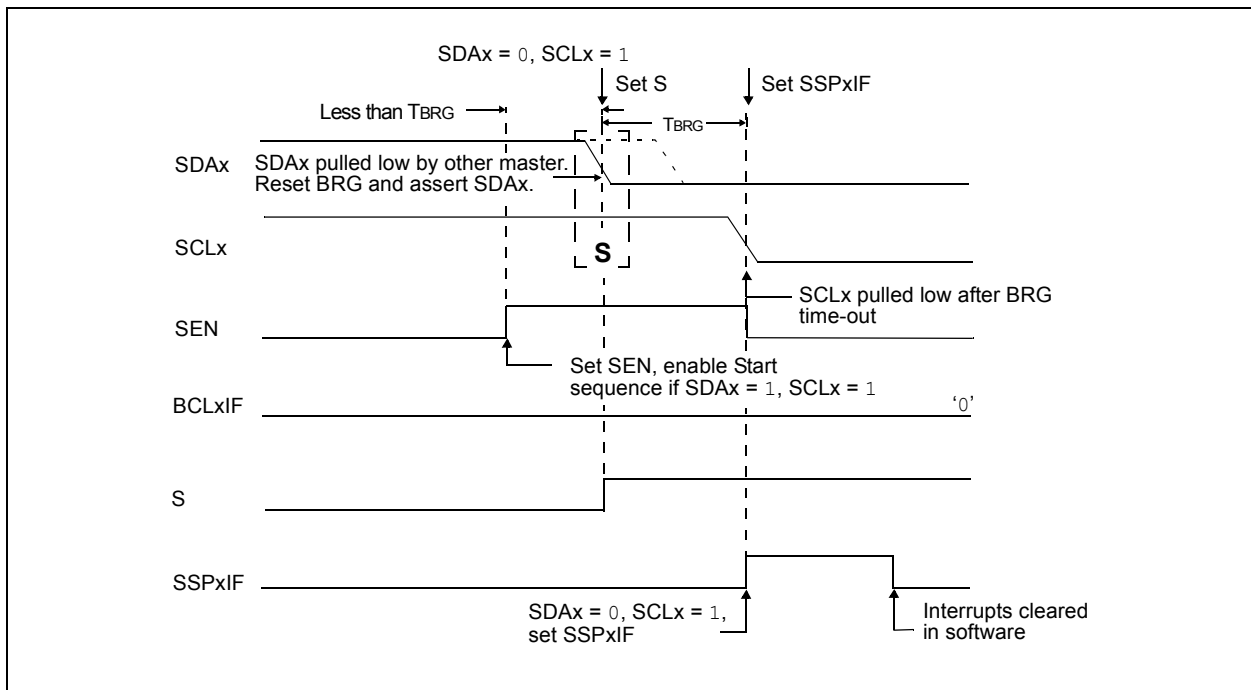 SDAx = 0, SCLx = 1
Set S
Set SSPxIF
Less than TBRG
TBRG
SDAx
SDAx pulled low by other master.
Reset BRG and assert SDAx.
SCLx
S
SCLx pulled low after BRG
time-out
SEN
Set SEN, enable Start
sequence if SDAx = 1, SCLx = 1
BCLxIF
‘0’
S
SSPxIF
SDAx = 0, SCLx = 1,
set SSPxIF
Interrupts cleared
in software